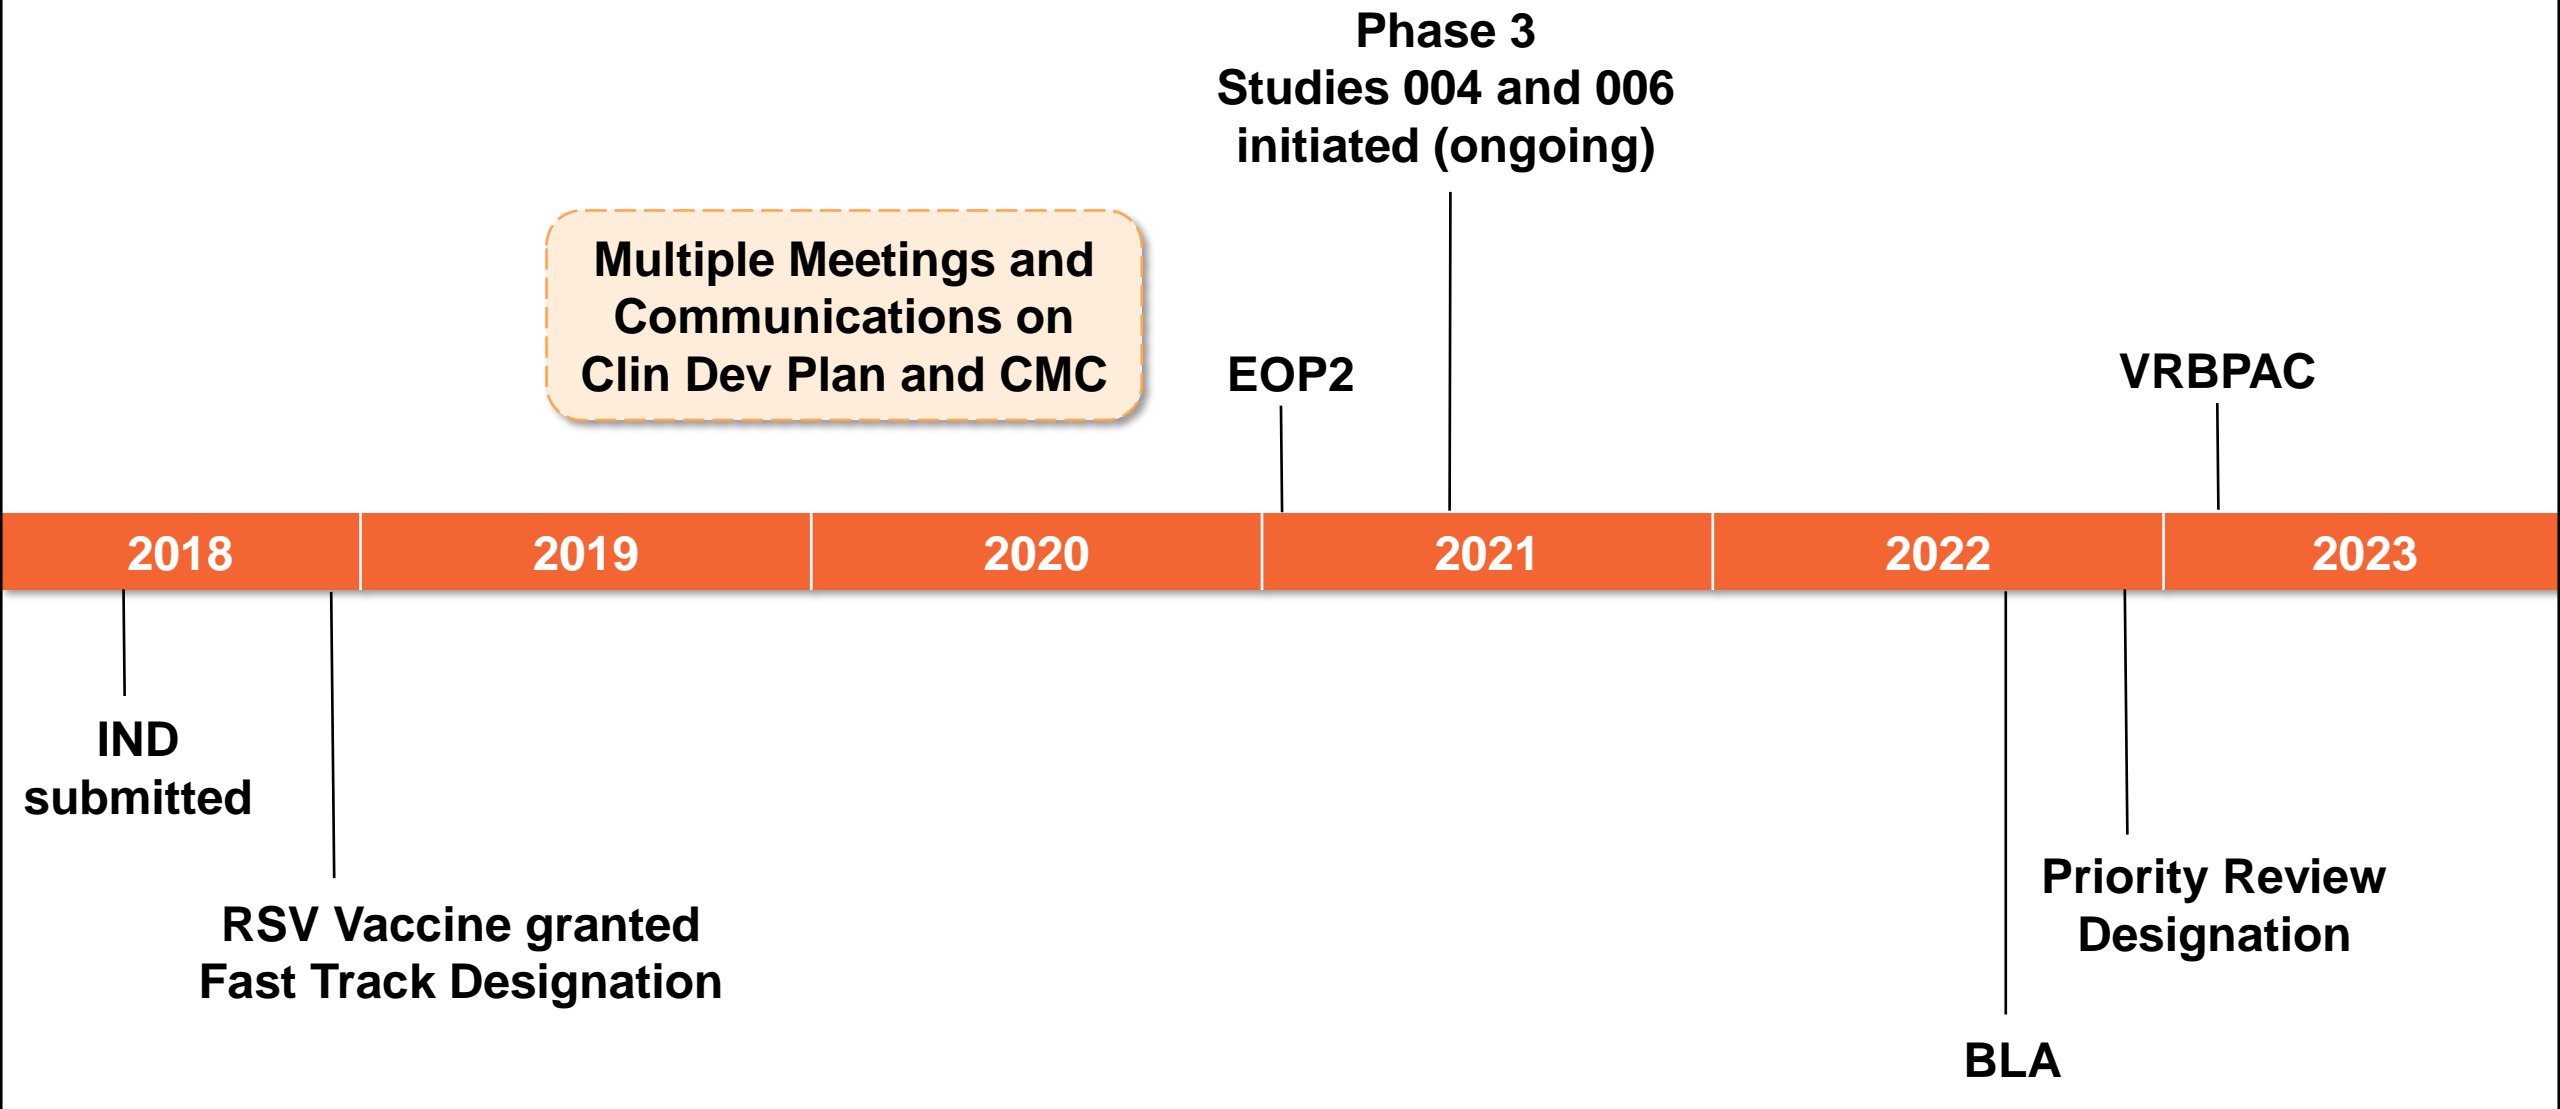 Phase 3
Studies 004 and 006
initiated (ongoing)
Multiple Meetings and
Communications on
Clin Dev Plan and CMC
EOP2
VRBPAC
2018
2019
2020
2021
2022
2023
IND
submitted
RSV Vaccine granted
Fast Track Designation
Priority Review
Designation
BLA